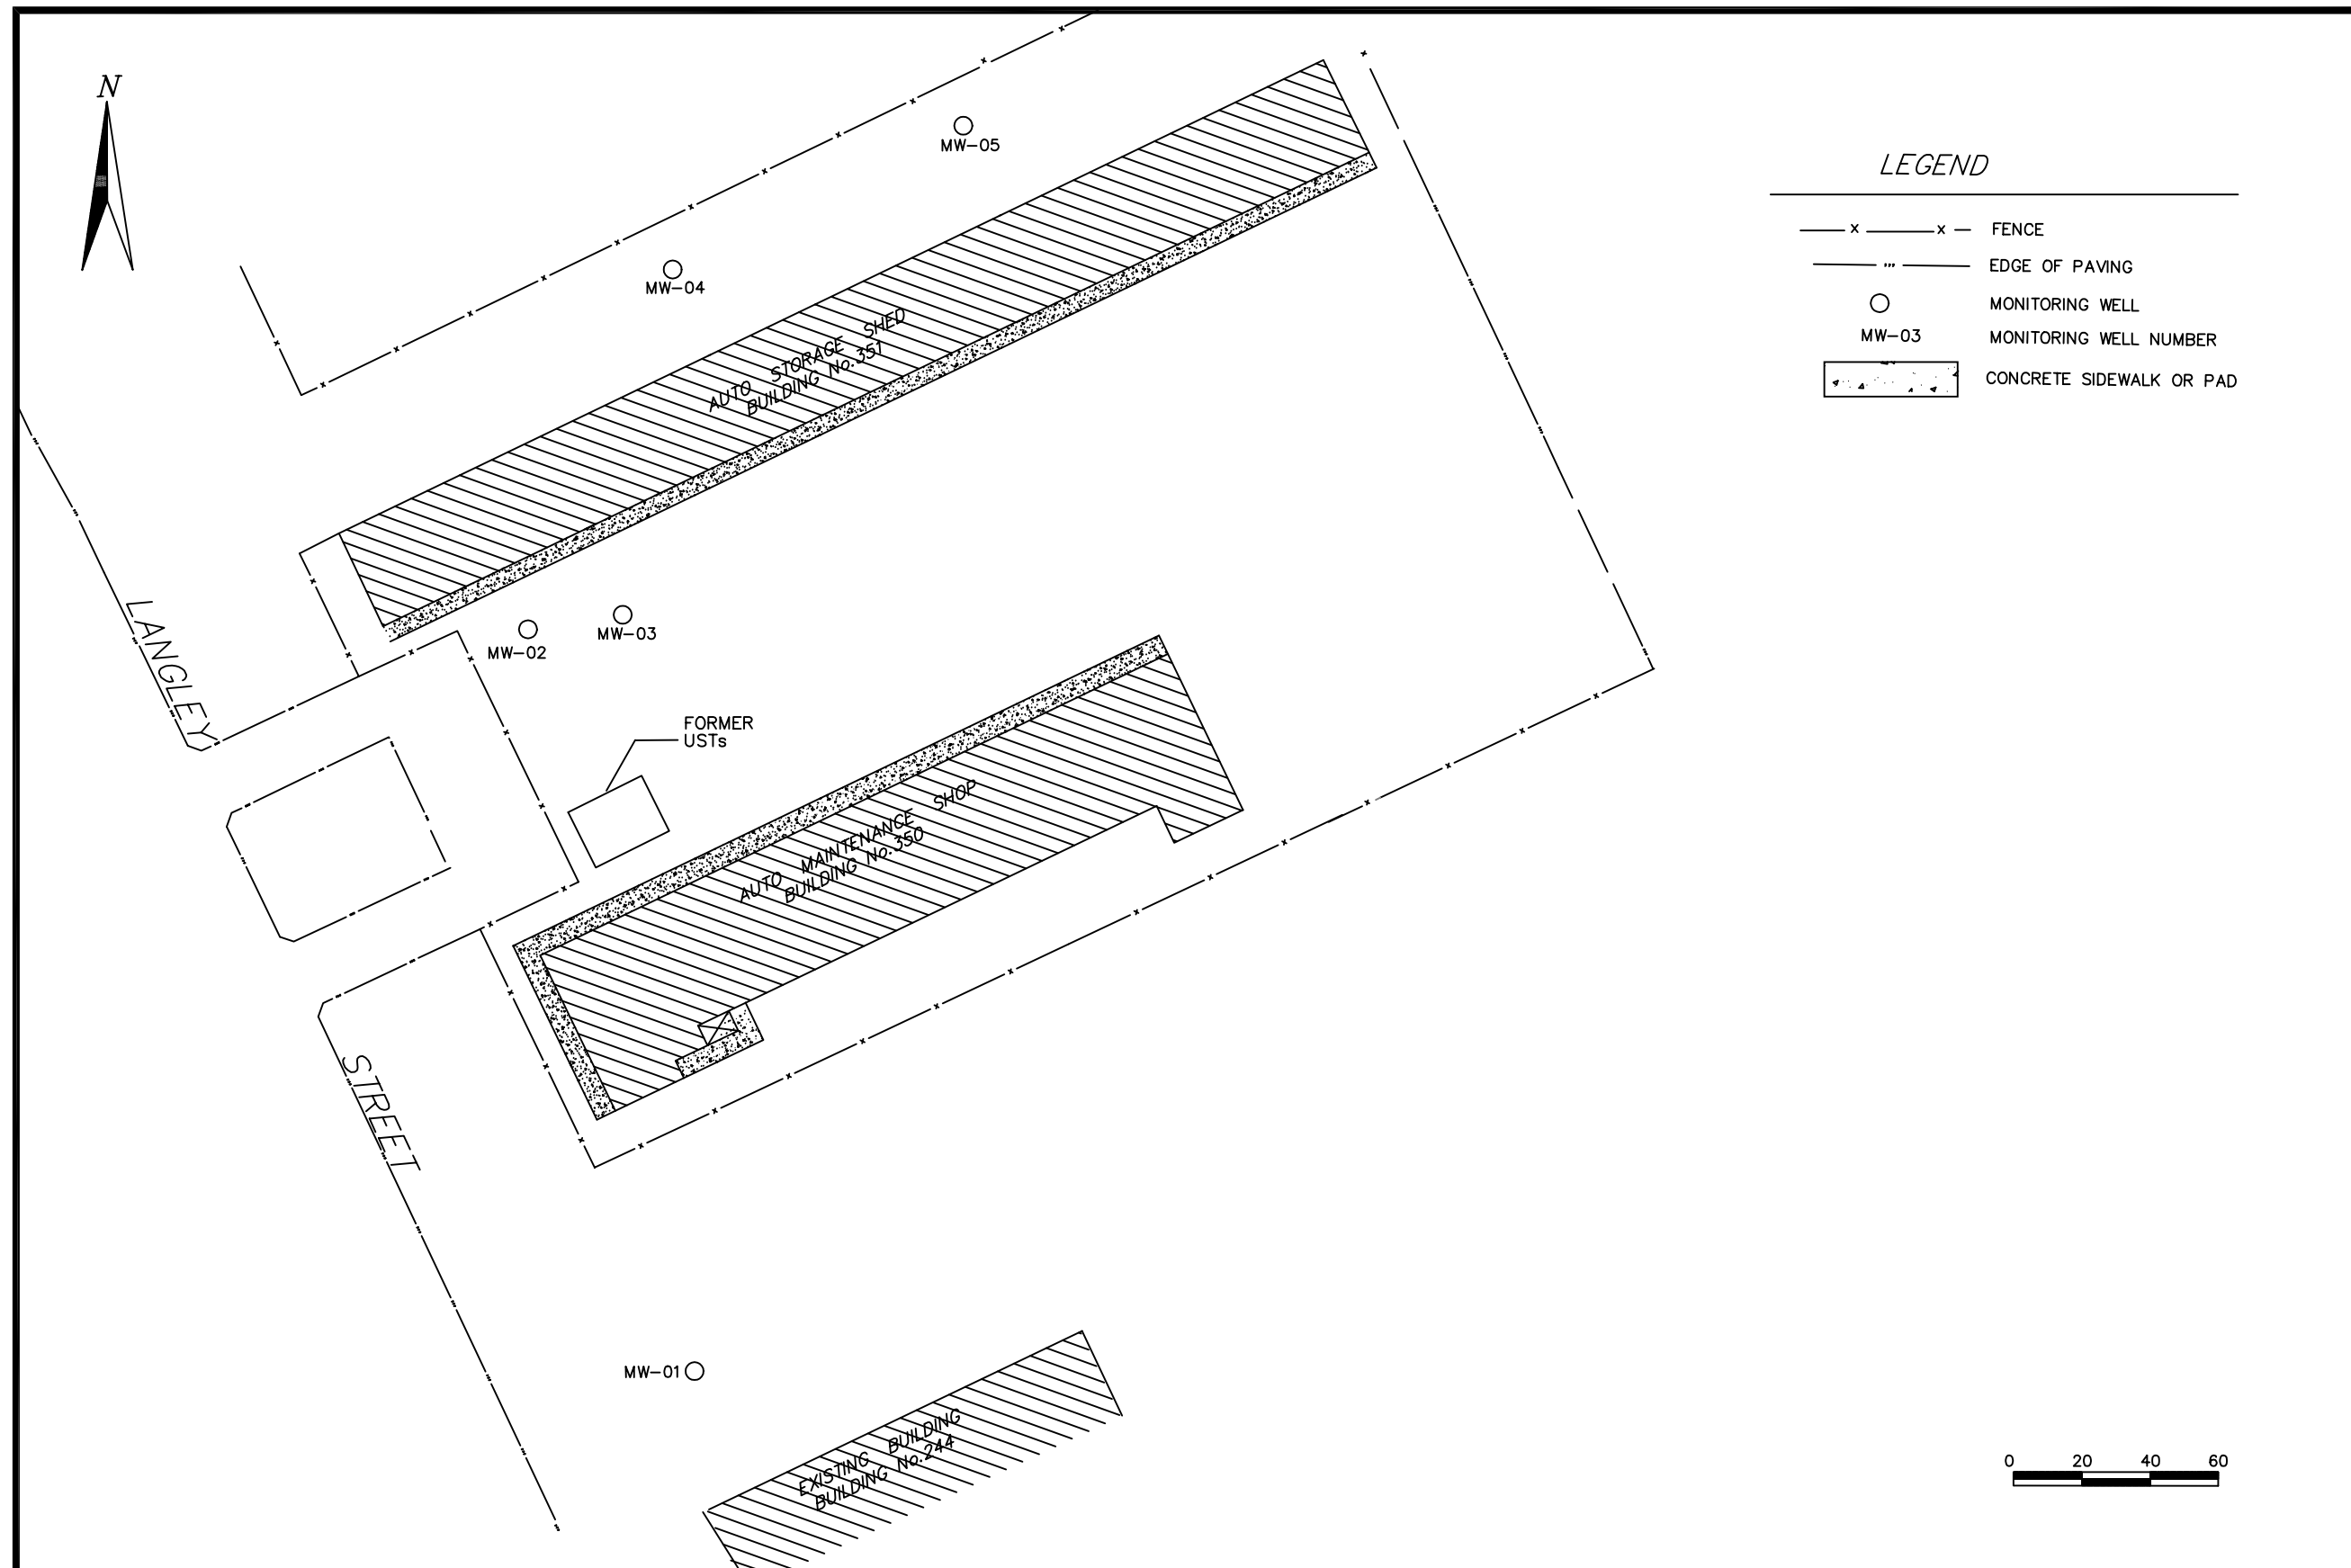 N
MW-05
LEGEND
FENCE
EDGE OF PAVING
MONITORING WELL
MW-03
MONITORING WELL NUMBER
CONCRETE SIDEWALK OR PAD
MW-04
AUTO STORAGE SHED
BUILDING No.351
LANGLEY
MW-02
MW-03
FORMER
USTs
AUTO MAINTENANCE SHOP
BUILDING No.350
STREET
MW-01
EXISTING BUILDING
BUILDING No.244
0 20 40 60